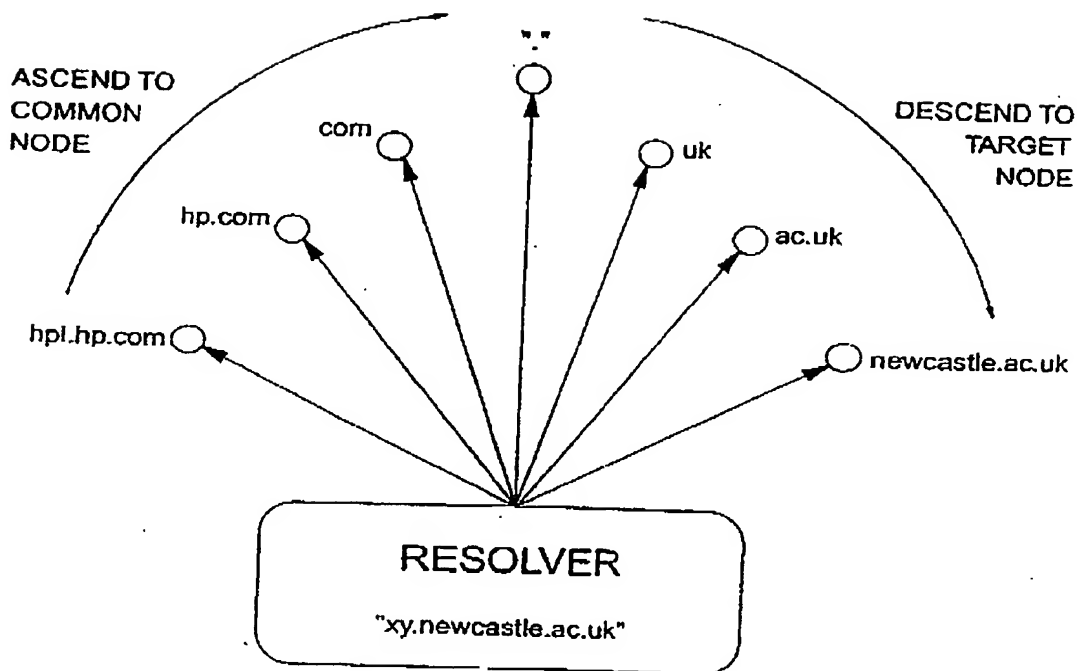 "."
ASCEND TO
COMMON
NODE
DESCEND TO
TARGET
NODE
com
uk
hp.com
ac.uk
hpl.hp.com
newcastle.ac.uk
RESOLVER
"xy.newcastle.ac.uk"